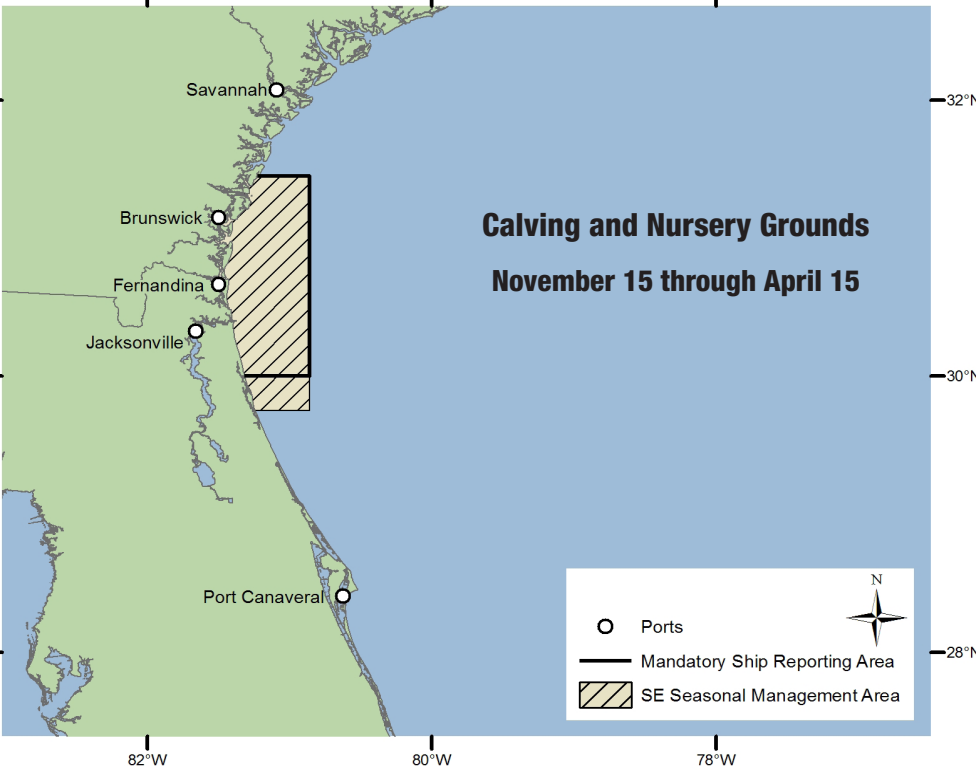 Savannah
32°N
Brunswick
Calving and Nursery Grounds
November 15 through April 15
Fernandina
Jacksonville
30°N
Port Canaveral
N
Ports
Mandatory Ship Reporting Area
SE Seasonal Management Area
28°N
82°W
80°W
78°W